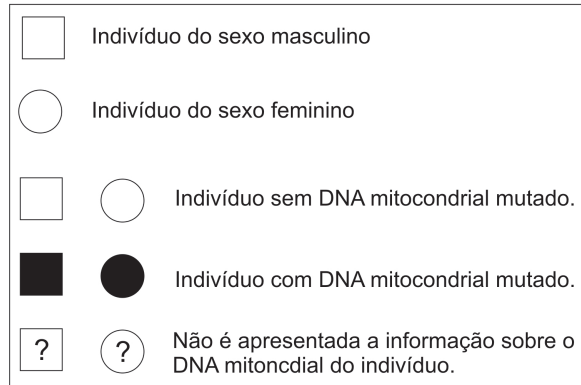 Indivíduo do sexo masculino
Indivíduo do sexo feminino
Indivíduo sem DNA mitocondrial mutado.
Indivíduo com DNA mitocondrial mutado.
? ? Não é apresentada a informação sobre o
DNA mitoncdial do indivíduo.